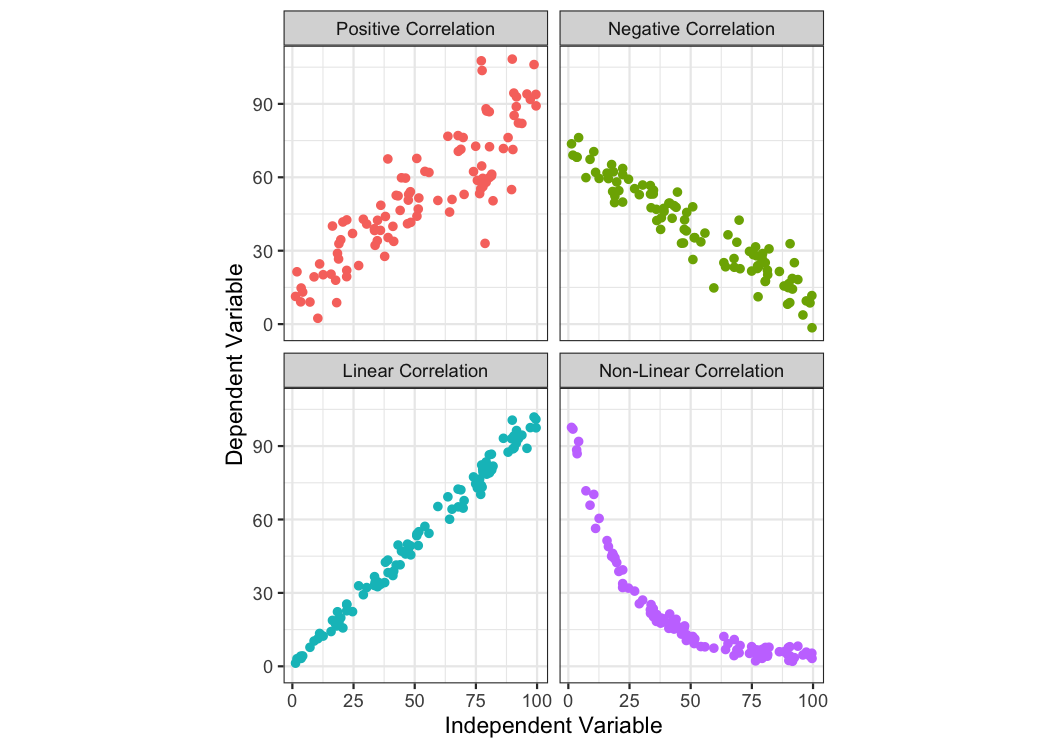 Positive Correlation
Negative Correlation
90
60
30
0
Linear Correlation
Non-Linear Correlation
90
60
30
0
0 25 50 75 100 0 25 50 75 100
Independent Variable
Dependent Variable